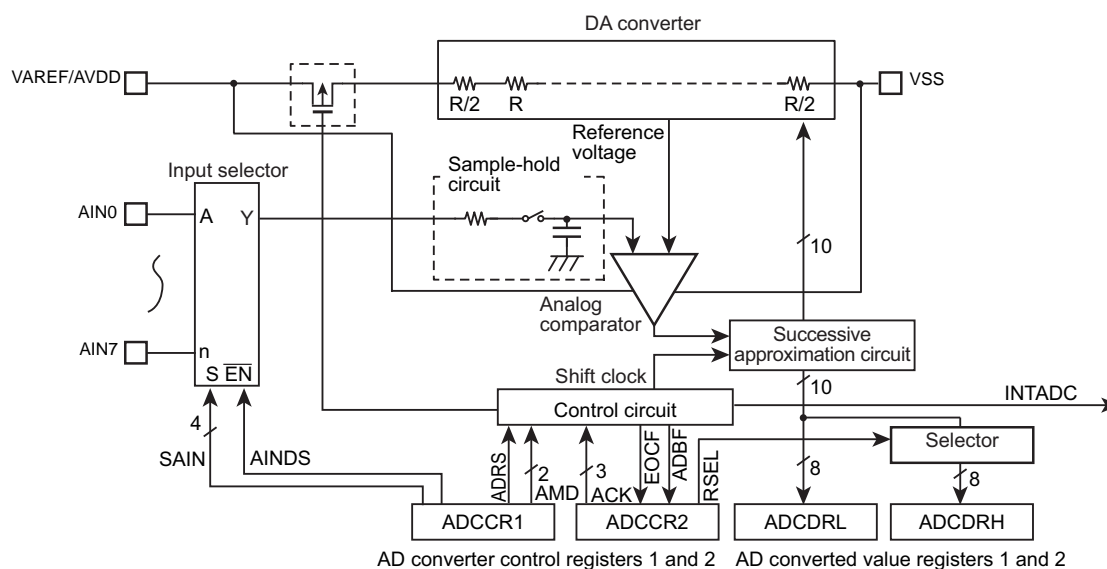 DA converter
VAREF/AVDD
VSS
R/2
R
R/2
Reference
voltage
Input selector
Sample-hold
circuit
AIN0
A
Y
10
Analog
comparator
AIN7
n
S EN
Successive
approximation circuit
Shift clock
10
INTADC
Control circuit
4
SAIN
AINDS
ADRS
2
AMD
3
ACK
EOCF
ADBF
RSEL
Selector
8
8
ADCCR1
ADCCR2
ADCDRL
ADCDRH
AD converter control registers 1 and 2
AD converted value registers 1 and 2